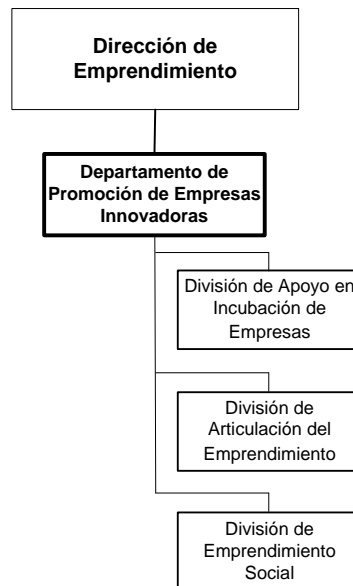 Dirección de
Emprendimiento
Departamento de
Promoción de Empresas
Innovadoras
División de Apoyo en
Incubación de
Empresas
División de
Articulación del
Emprendimiento
División de
Emprendimiento
Social